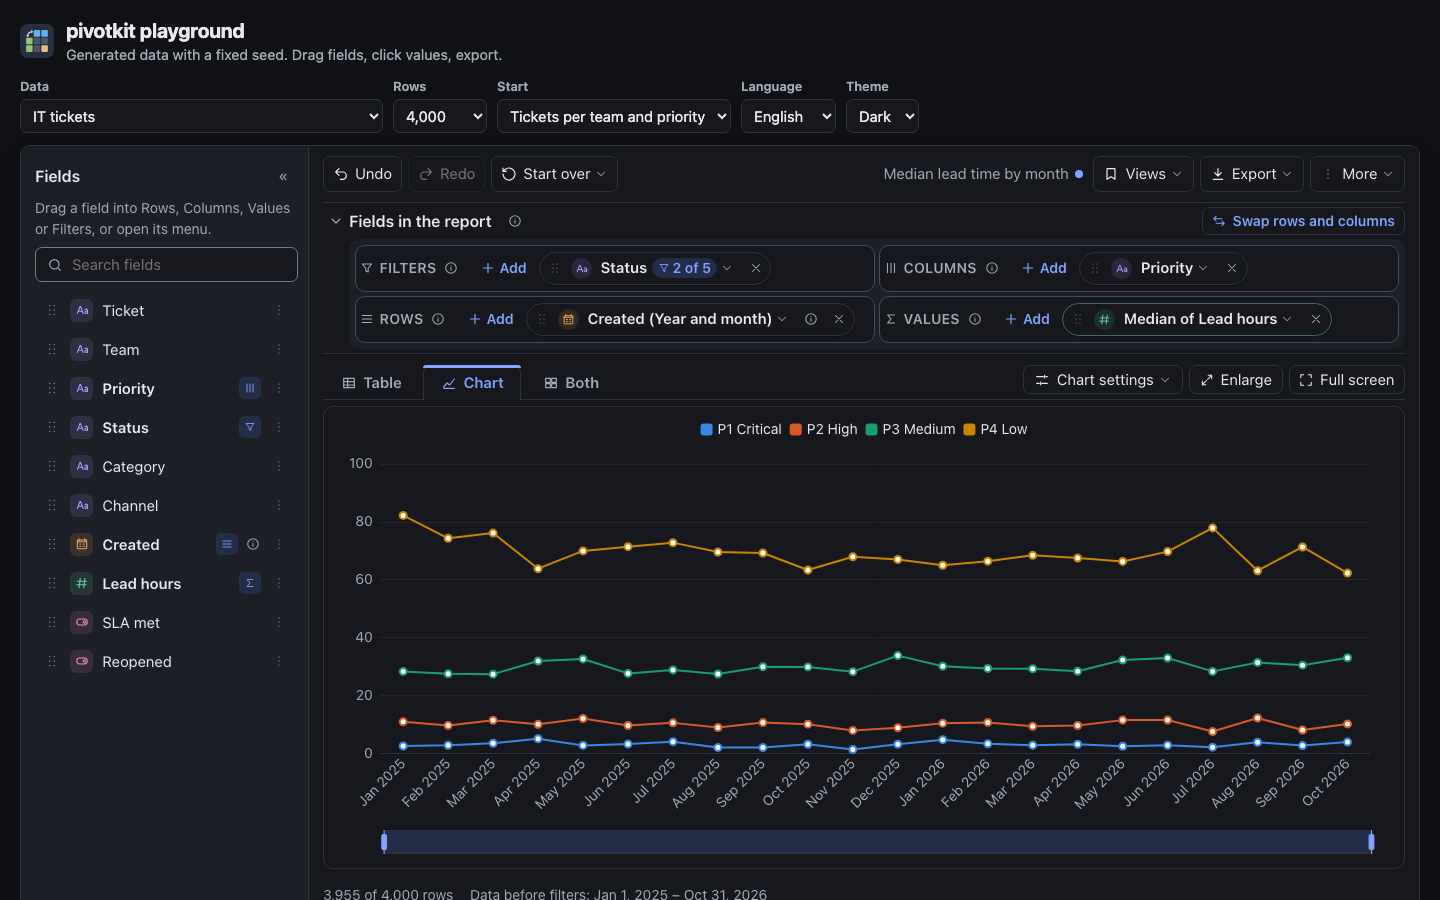 pivotkit playground
Generated data with a fixed seed. Drag fields, click values, export.
Data
Rows
Start
Language
Theme
IT tickets
4,000
Tickets per team and priority
English
Dark
Fields
«
Drag a field into Rows, Columns, Values
or Filters, or open its menu.
Search fields
Aa Ticket
Aa Team
Aa Priority
Aa Status
Aa Category
Aa Channel
Created
# Lead hours Σ
SLA met
Reopened
Undo
Redo
Start over
Median lead time by month
Views
Export
More
Fields in the report
Swap rows and columns
FILTERS + Add Aa Status 2 of 5
COLUMNS + Add Aa Priority
ROWS + Add Created (Year and month)
Σ VALUES + Add # Median of Lead hours
Table
Chart
Both
Chart settings
Enlarge
Full screen
P1 Critical P2 High P3 Medium P4 Low
100
80
60
40
20
0
Jan 2025
Feb 2025
Mar 2025
Apr 2025
May 2025
Jun 2025
Jul 2025
Aug 2025
Sep 2025
Oct 2025
Nov 2025
Dec 2025
Jan 2026
Feb 2026
Mar 2026
Apr 2026
May 2026
Jun 2026
Jul 2026
Aug 2026
Sep 2026
Oct 2026
3,955 of 4,000 rows Data before filters: Jan 1, 2025 – Oct 31, 2026